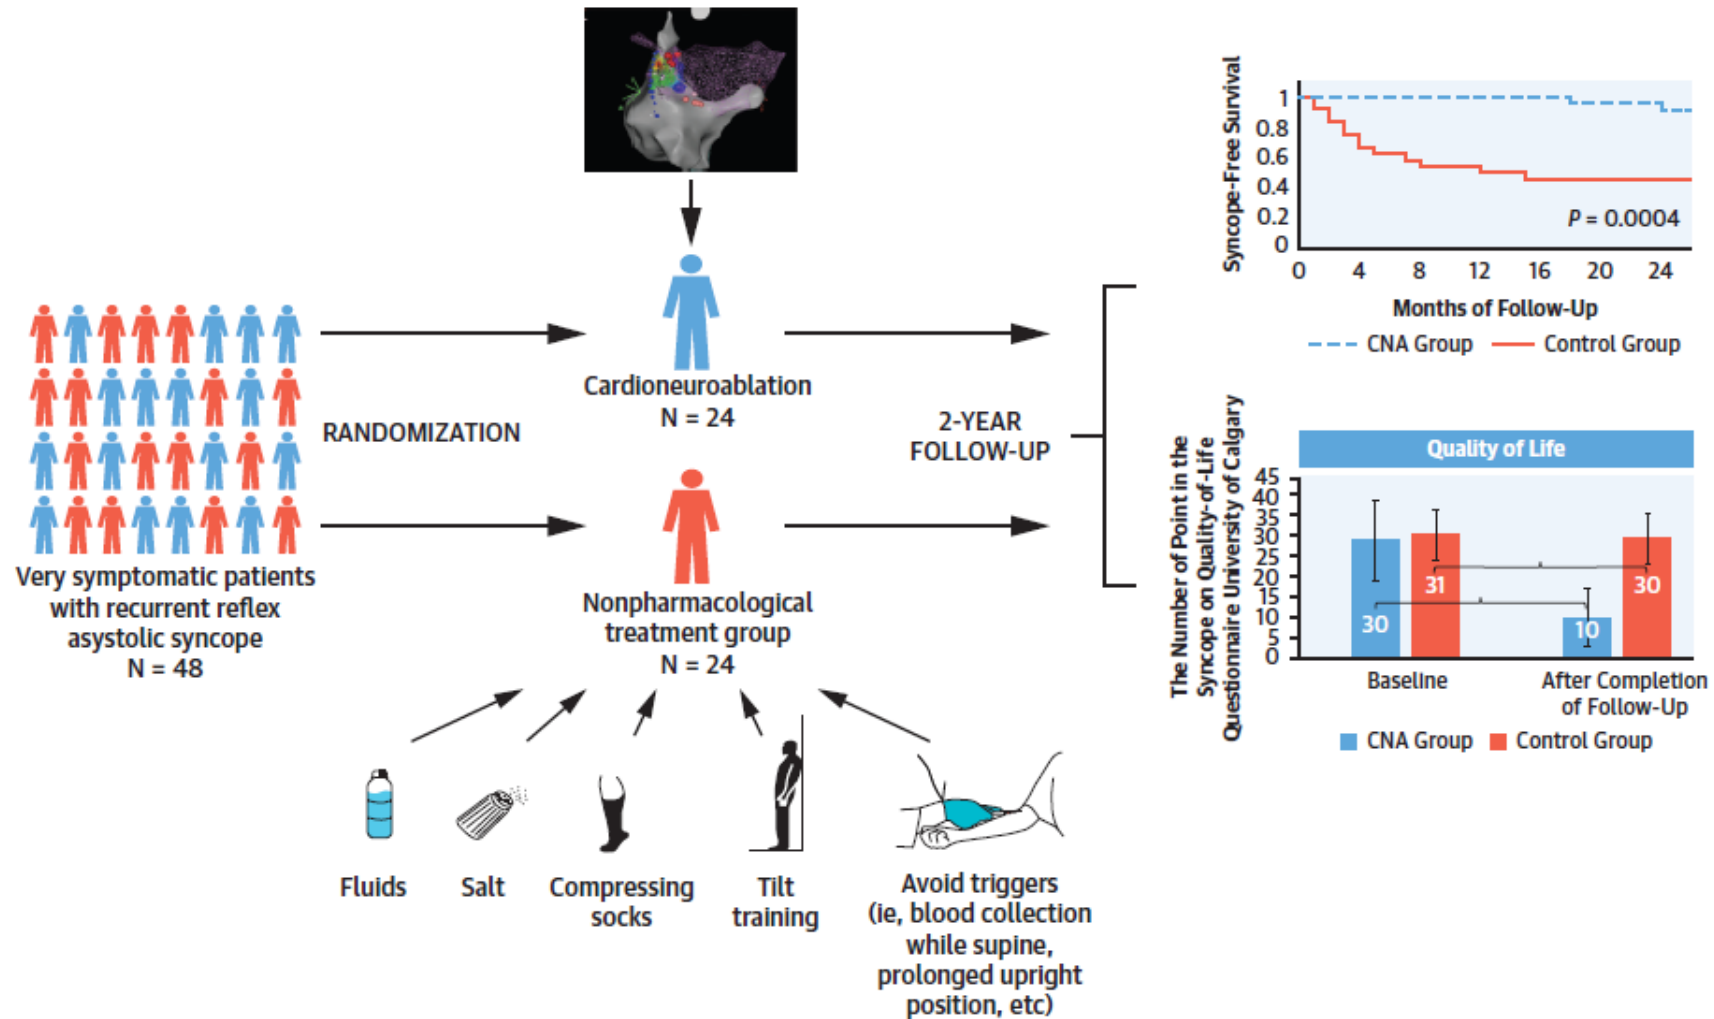 Very symptomatic patients
with recurrent reflex
asystolic syncope
N = 48
RANDOMIZATION
Cardioneuroablation
N = 24
Nonpharmacological
treatment group
N = 24
Fluids
Salt
Compressing
socks
Tilt
training
Avoid triggers
(ie, blood collection
while supine,
prolonged upright
position, etc)
2-YEAR
FOLLOW-UP
Syncope-Free Survival
1
0.8
0.6
0.4
0.2
0
P = 0.0004
0 4 8 12 16 20 24
Months of Follow-Up
CNA Group Control Group
The Number of Point in the
Syncope on Quality-of-Life
Questionnaire University of Calgary
Quality of Life
45
40
35
30
25
20
15
10
5
0
30 31 10 30
Baseline
After Completion
of Follow-Up
CNA Group Control Group